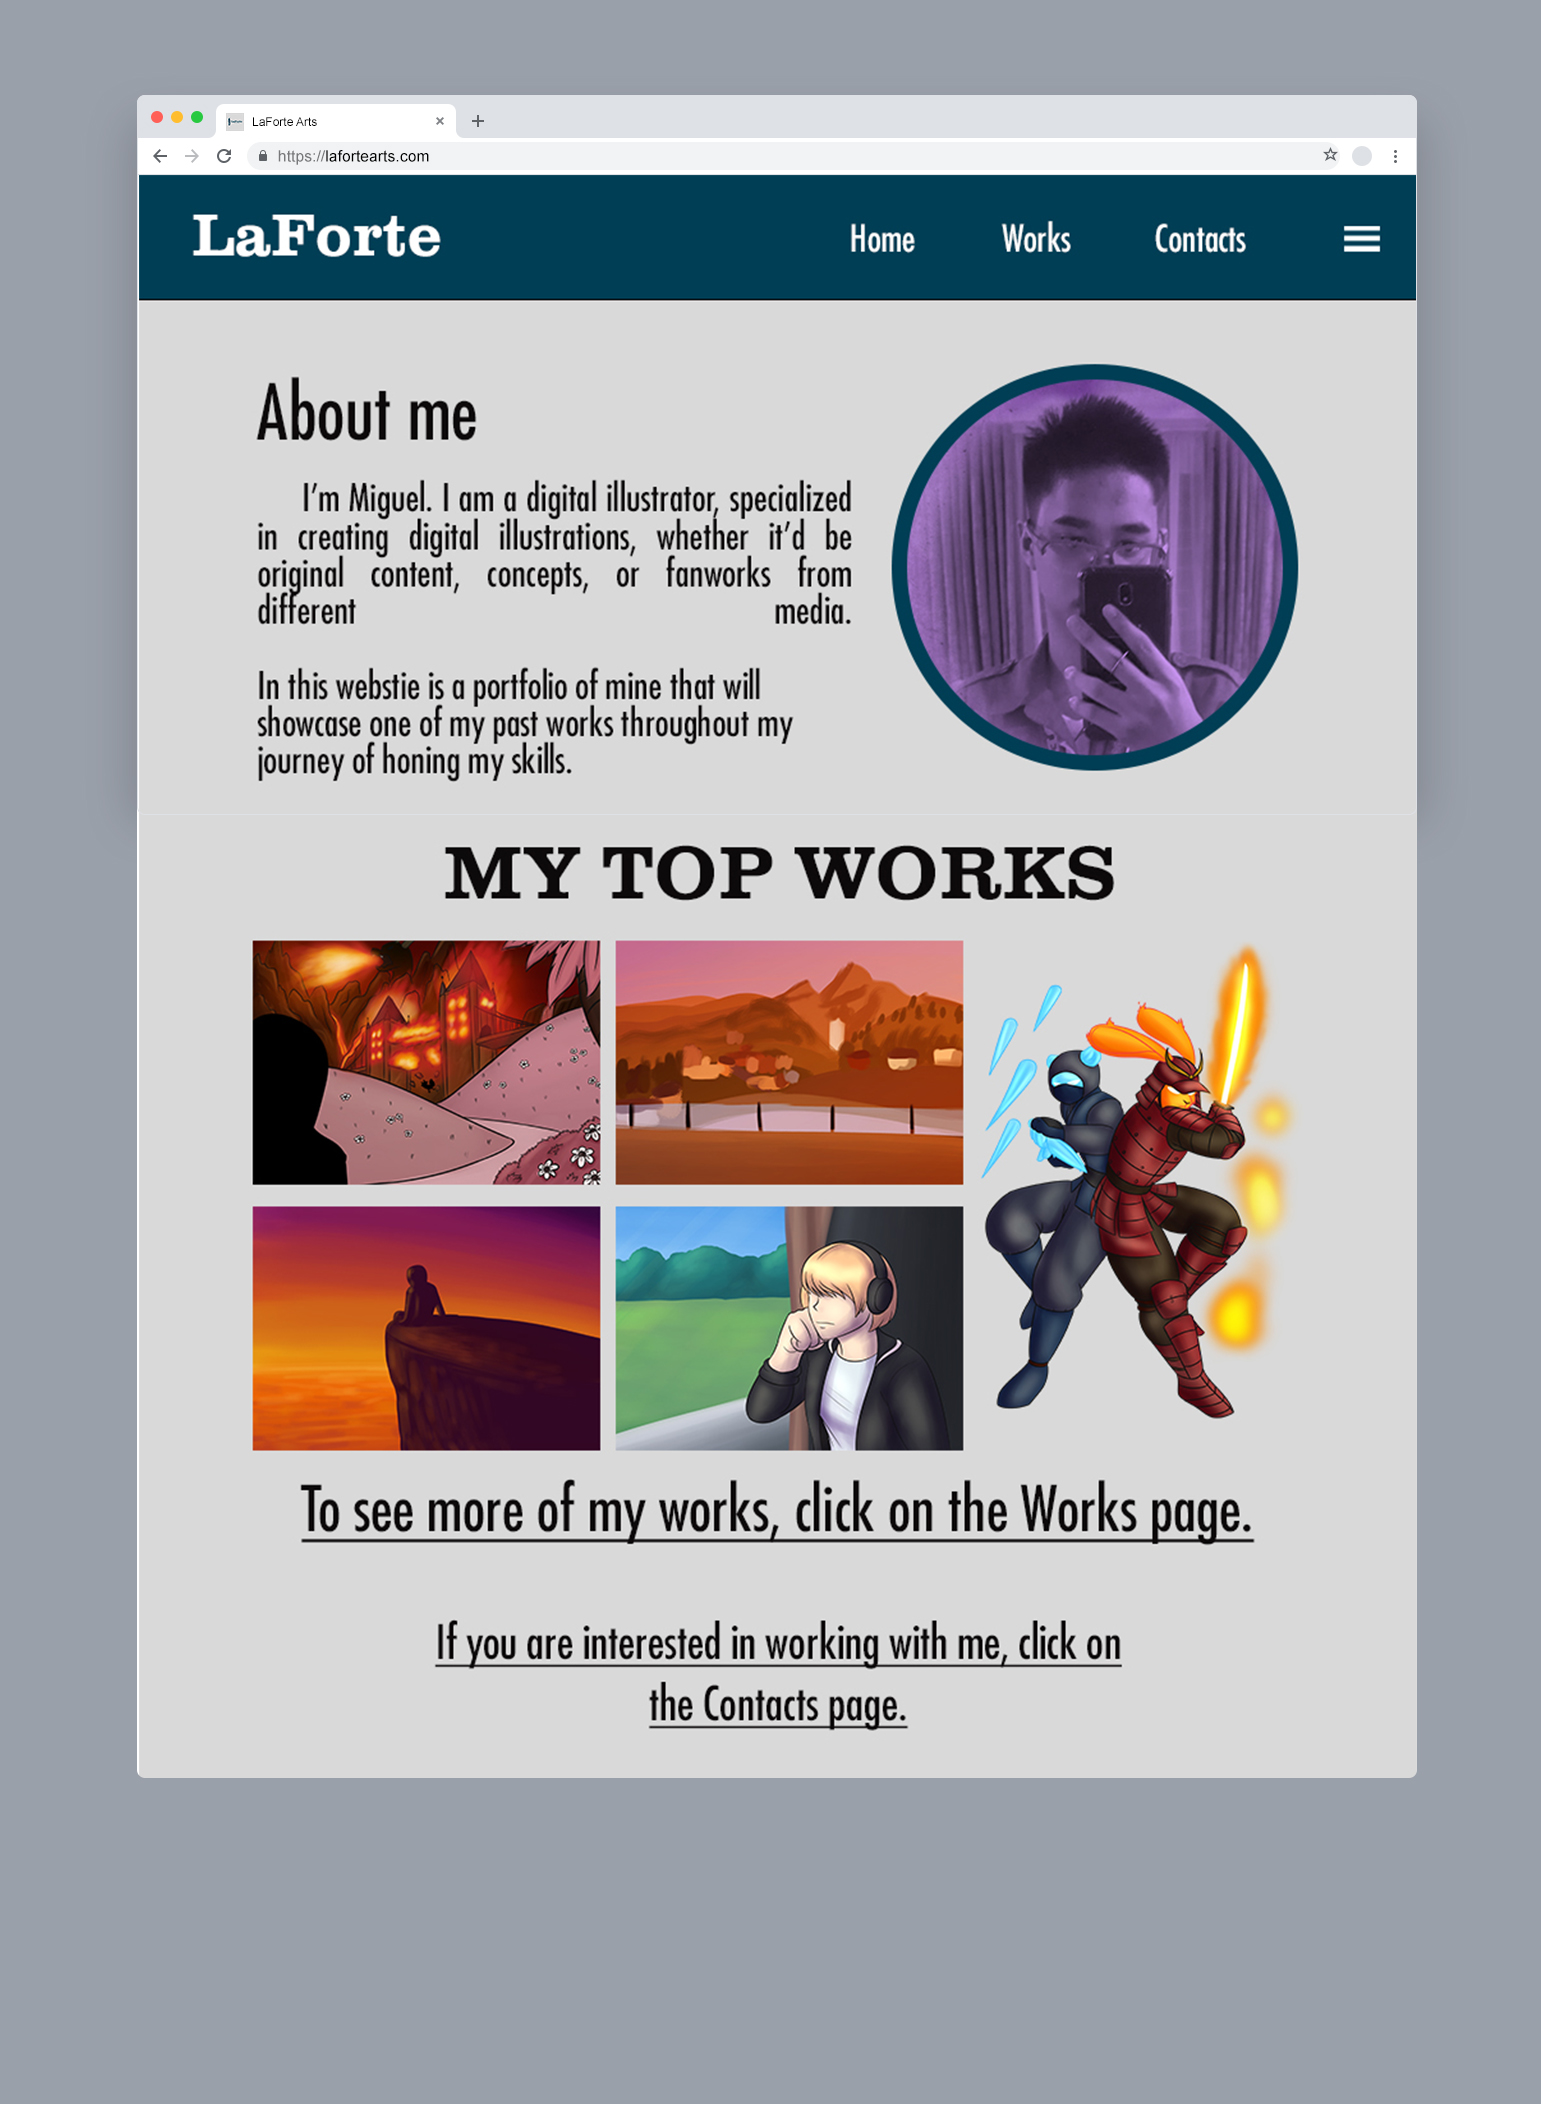 LaForte Arts
https://lafortearts.com
LaForte
Home
Works
Contacts
About me
I'm Miguel. I am a digital illustrator, specialized
in creating digital illustrations, whether it'd be
original content, concepts, or fanworks from
different media.
In this webstie is a portfolio of mine that will
showcase one of my past works throughout my
journey of honing my skills.
MY TOP WORKS
To see more of my works, click on the Works page.
If you are interested in working with me, click on
the Contacts page.